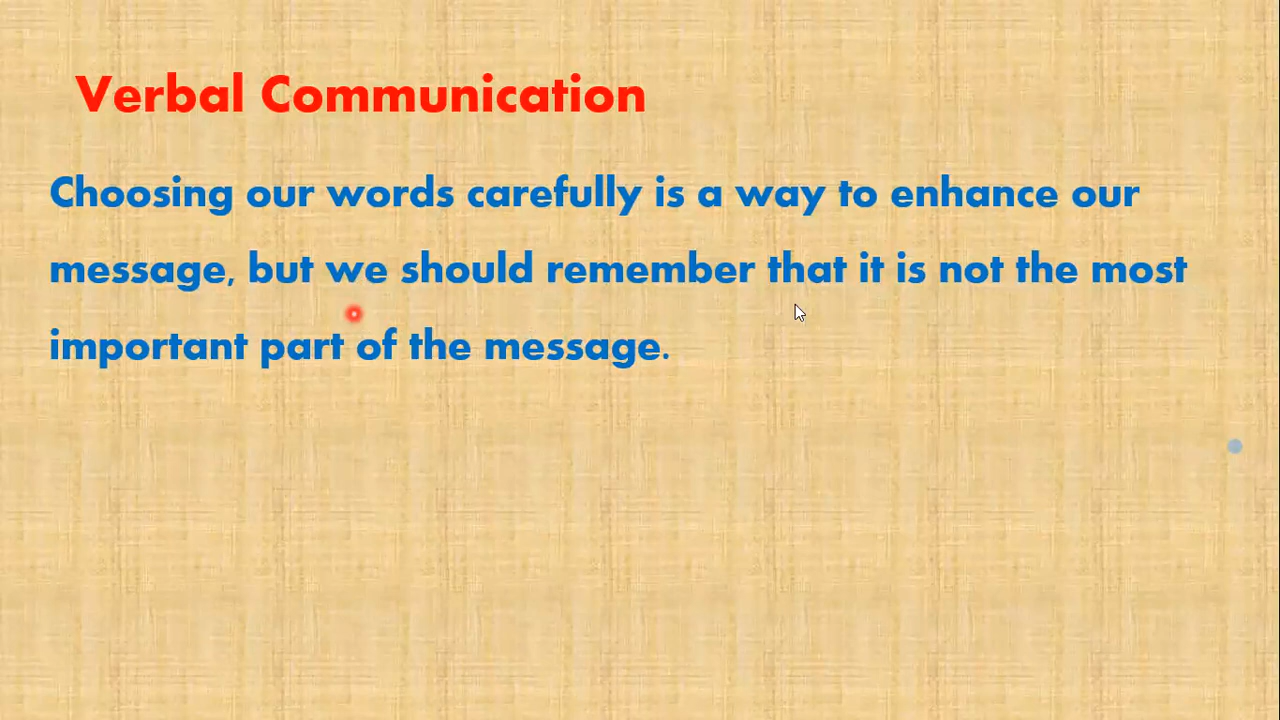 Verbal Communication
Choosing our words carefully is a way to enhance our
message, but we should remember that it is not the most
important part of the message.